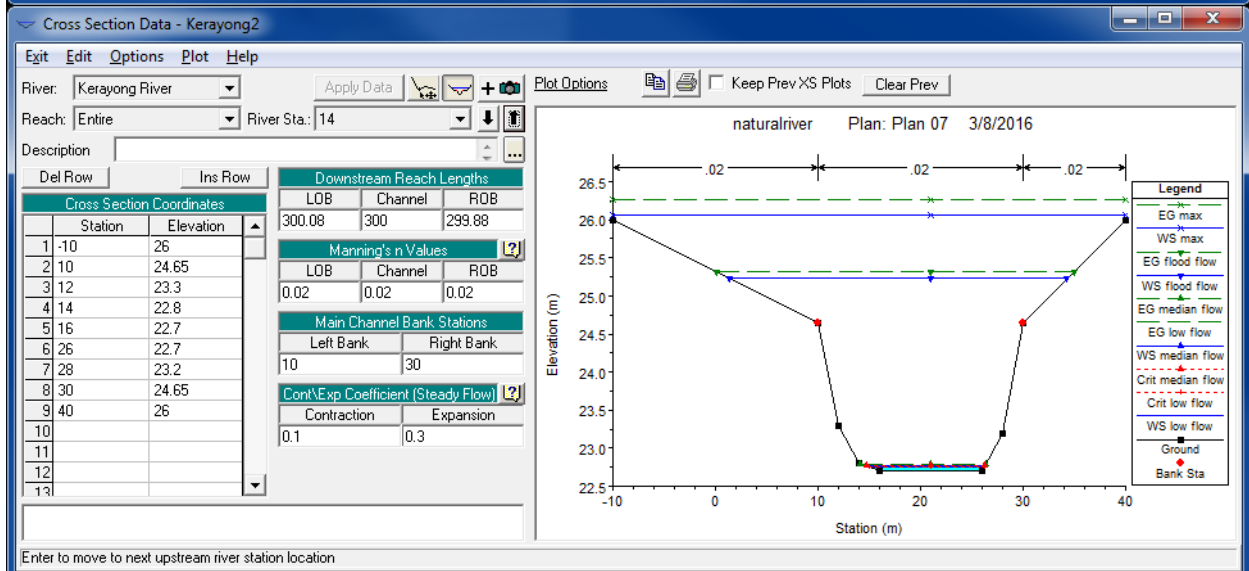 Cross Section Data - Kerayong2
Exit Edit Options Plot Help
River: Kerayong River Apply Data
Reach: Entire River Sta.: 14
Description ...
Del Row Ins Row
Cross Section Coordinates
Station Elevation
1 -10 26
2 10 24.65
3 12 23.3
4 14 22.8
5 16 22.7
6 26 22.7
7 28 23.2
8 30 24.65
9 40 26
10
11
12
13
Downstream Reach Lengths
LOB Channel ROB
300.08 300 299.88
Manning's n Values
LOB Channel ROB
0.02 0.02 0.02
Main Channel Bank Stations
Left Bank Right Bank
10 30
Cont\Exp Coefficient (Steady Flow)
Contraction Expansion
0.1 0.3
Plot Options Keep Prev XS Plots Clear Prev
naturalriver Plan: Plan 07 3/8/2016
.02 .02 .02
26.5
26.0
25.5
25.0
24.5
24.0
23.5
23.0
22.5
Elevation (m)
-10 0 10 20 30 40
Station (m)
Legend
EG max
WS max
EG flood flow
WS flood flow
EG median flow
EG low flow
WS median flow
Crit median flow
Crit low flow
WS low flow
Ground
Bank Sta
Enter to move to next upstream river station location